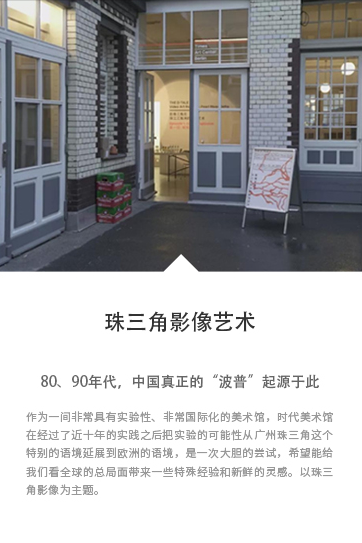 Times
Art Center
Berlin
珠三角影像艺术
80、90年代，中国真正的“波普”起源于此
作为一间非常具有实验性、非常国际化的美术馆，时代美术馆
在经过了近十年的实践之后把实验的可能性从广州珠三角这个
特别的语境延展到欧洲的语境，是一次大胆的尝试，希望能给
我们看全球的总局面带来一些特殊经验和新鲜的灵感。以珠三
角影像为主题。